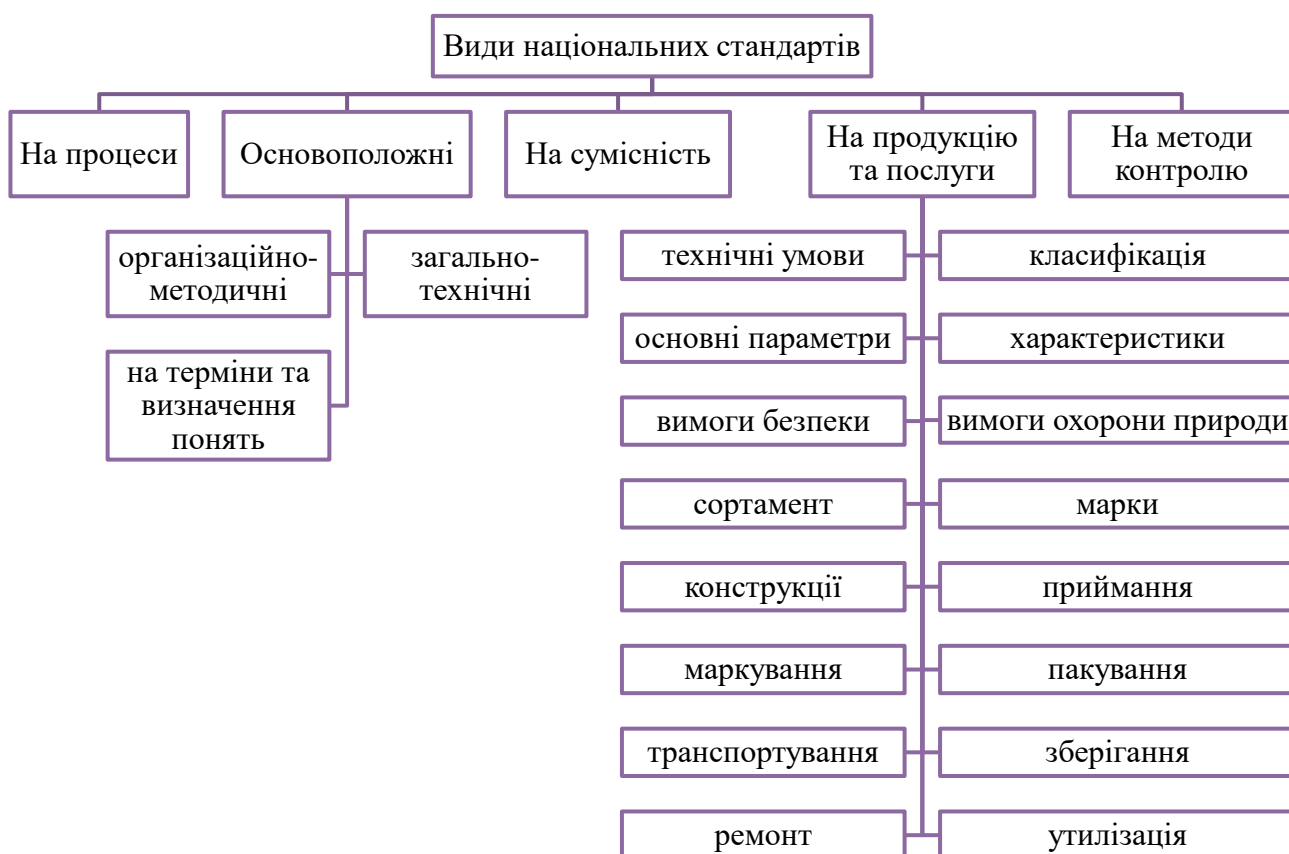 Види національних стандартів
На процеси
Основоположні
На сумісність
На продукцію
та послуги
На методи
контролю
організаційно-
методичні
загально-
технічні
на терміни та
визначення
понять
технічні умови
класифікація
основні параметри
характеристики
вимоги безпеки
вимоги охорони природи
сортамент
марки
конструкції
приймання
маркування
пакування
транспортування
зберігання
ремонт
утилізація